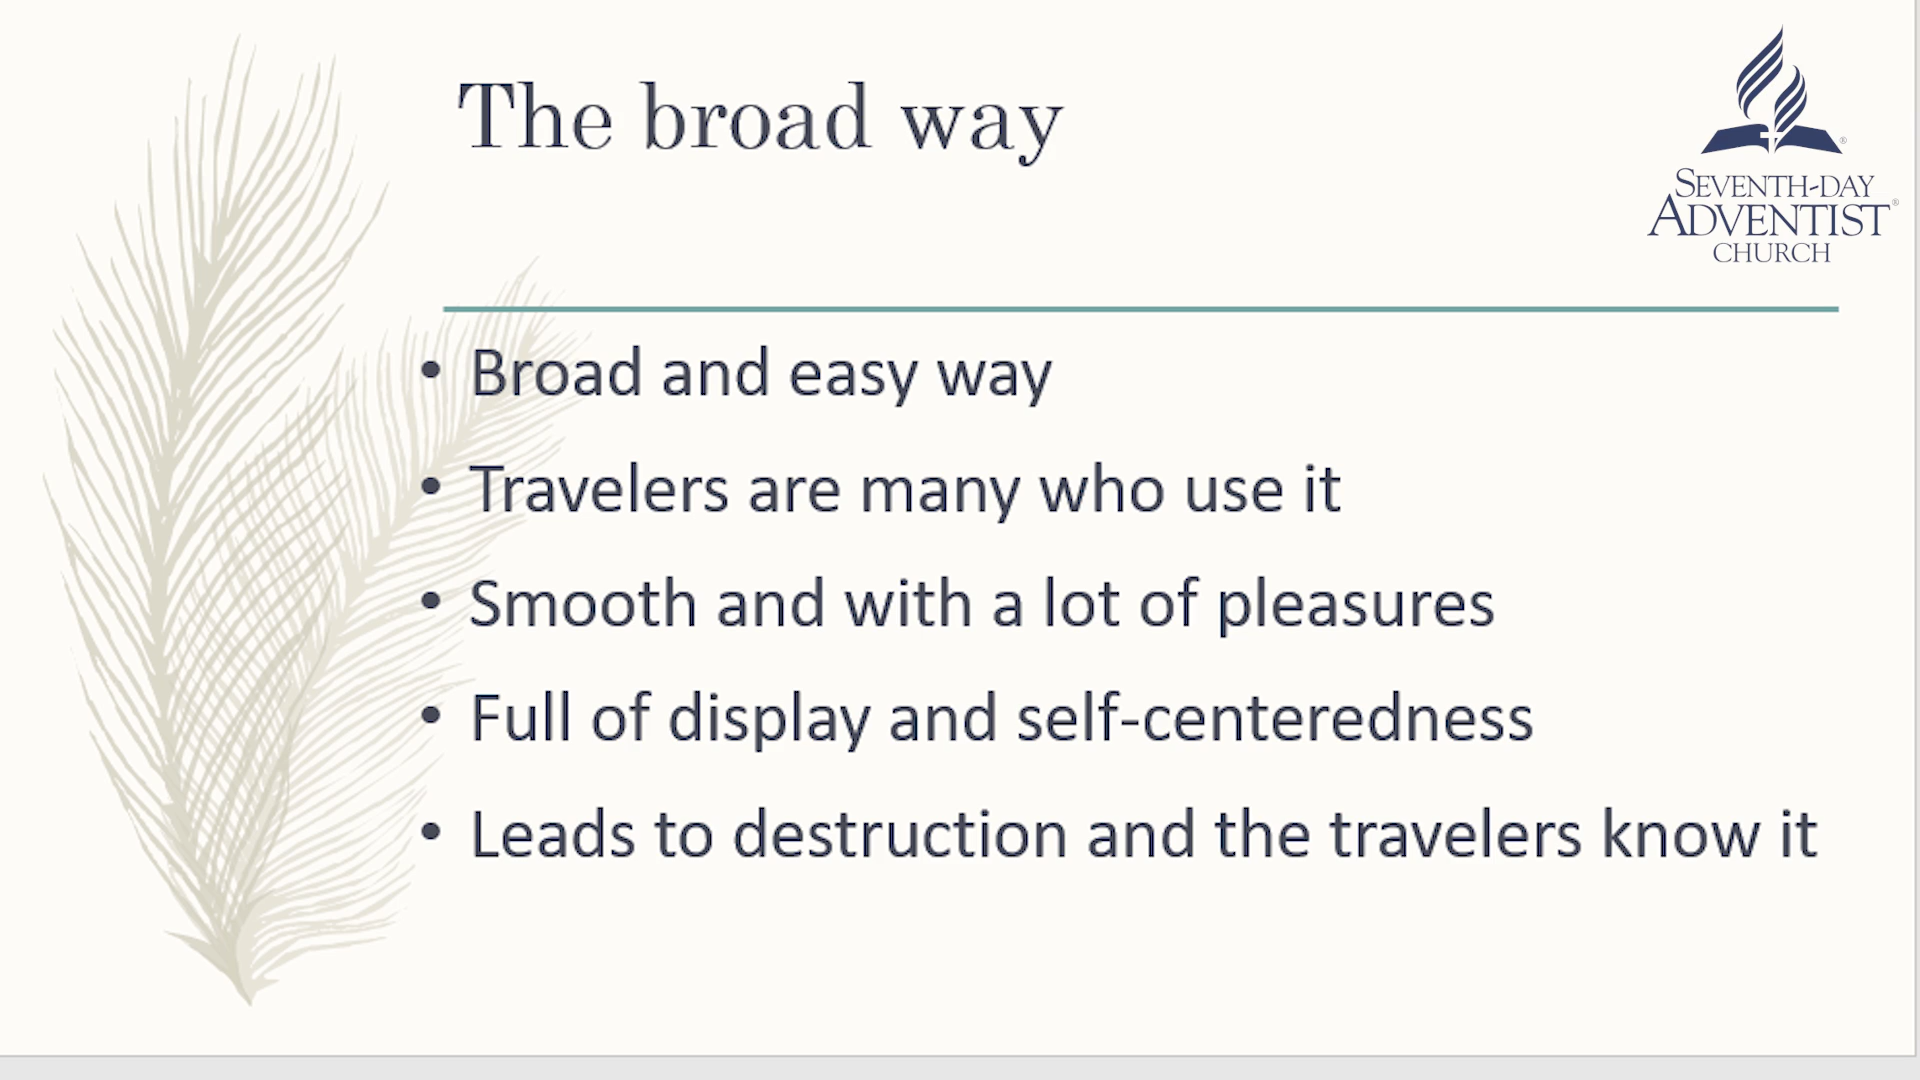 The broad way
SEVENTH-DAY
ADVENTIST®
CHURCH
• Broad and easy way
• Travelers are many who use it
• Smooth and with a lot of pleasures
• Full of display and self-centeredness
• Leads to destruction and the travelers know it